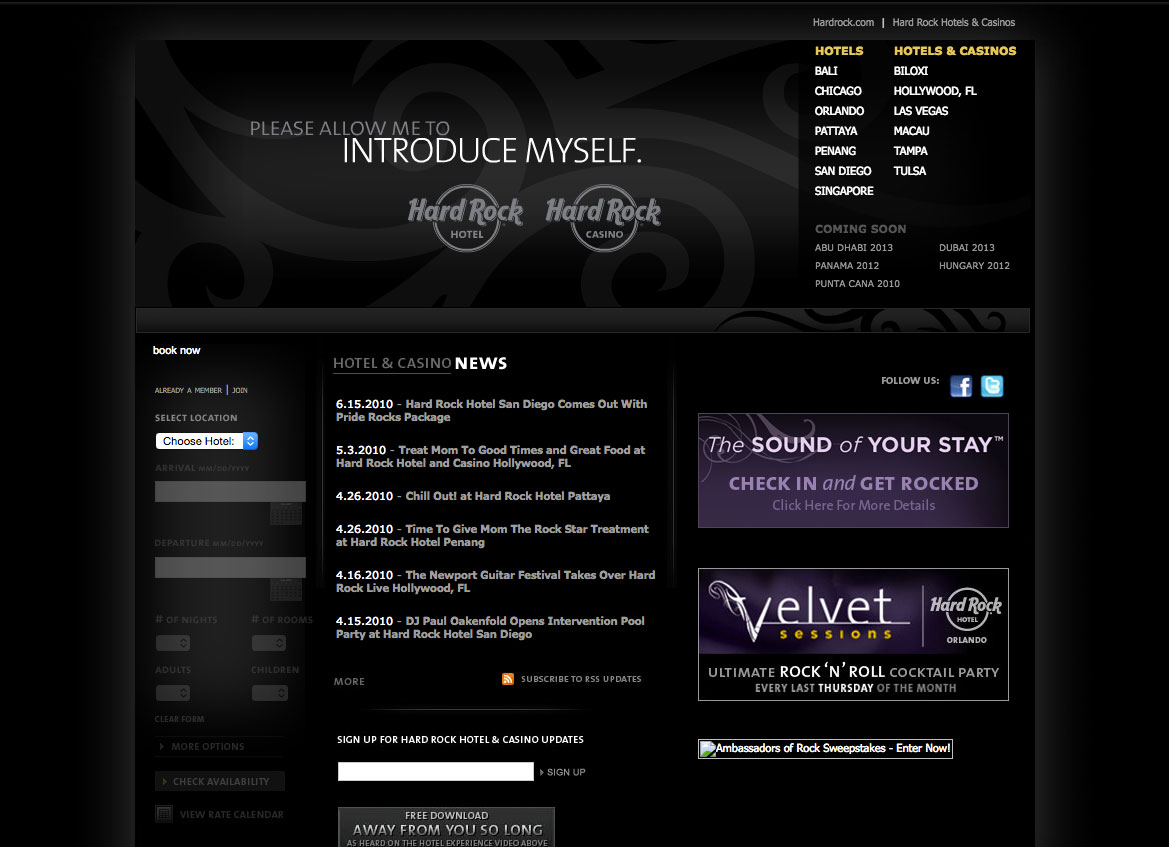 Hardrock.com | Hard Rock Hotels & Casinos
HOTELS
BALI
CHICAGO
ORLANDO
PATTAYA
PENANG
SAN DIEGO
SINGAPORE
HOTELS & CASINOS
BILOXI
HOLLYWOOD, FL
LAS VEGAS
MACAU
TAMPA
TULSA
COMING SOON
ABU DHABI 2013
DUBAI 2013
PANAMA 2012
HUNGARY 2012
PUNTA CANA 2010
PLEASE ALLOW ME TO
INTRODUCE MYSELF.
Hard Rock
HOTEL
Hard Rock
CASINO
book now
ALREADY A MEMBER | JOIN
SELECT LOCATION
Choose Hotel:
ARRIVAL MM/DD/YYYY
DEPARTURE MM/DD/YYYY
# OF NIGHTS
# OF ROOMS
ADULTS
CHILDREN
CLEAR FORM
MORE OPTIONS
CHECK AVAILABILITY
VIEW RATE CALENDAR
HOTEL & CASINO NEWS
6.15.2010 - Hard Rock Hotel San Diego Comes Out With
Pride Rocks Package
5.3.2010 - Treat Mom To Good Times and Great Food at
Hard Rock Hotel and Casino Hollywood, FL
4.26.2010 - Chill Out! at Hard Rock Hotel Pattaya
4.26.2010 - Time To Give Mom The Rock Star Treatment
at Hard Rock Hotel Penang
4.16.2010 - The Newport Guitar Festival Takes Over Hard
Rock Live Hollywood, FL
4.15.2010 - DJ Paul Oakenfold Opens Intervention Pool
Party at Hard Rock Hotel San Diego
MORE
SUBSCRIBE TO RSS UPDATES
SIGN UP FOR HARD ROCK HOTEL & CASINO UPDATES
SIGN UP
FREE DOWNLOAD
AWAY FROM YOU SO LONG
AS HEARD ON THE HOTEL EXPERIENCE VIDEO ABOVE
FOLLOW US:
The SOUND of YOUR STAY™
CHECK IN and GET ROCKED
Click Here For More Details
Velvet
sessions
Hard Rock
HOTEL
ORLANDO
ULTIMATE ROCK 'N' ROLL COCKTAIL PARTY
EVERY LAST THURSDAY OF THE MONTH
Ambassadors of Rock Sweepstakes - Enter Now!